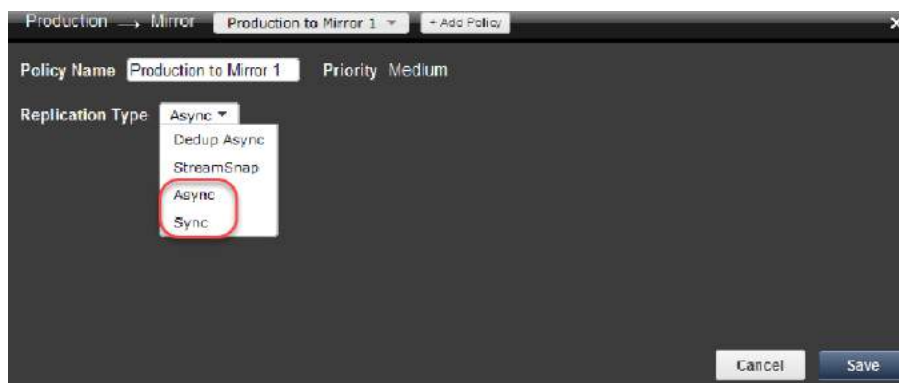 Production → Mirror Production to Mirror 1 + Add Policy ×
Policy Name Production to Mirror 1 Priority Medium
Replication Type Async
Dedup Async
StreamSnap
Async
Sync
Cancel Save